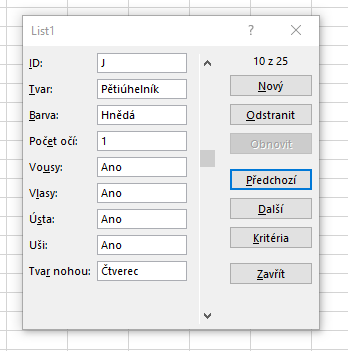 List1 ?
ID: J
Tvar: Pětiúhelník
Barva: Hnědá
Počet očí: 1
Vousy: Ano
Vlasy: Ano
Ústa: Ano
Uši: Ano
Tvar nohou: Čtverec
10 z 25
Nový
Odstranit
Obnovit
Předchozí
Další
Kritéria
Zavřít